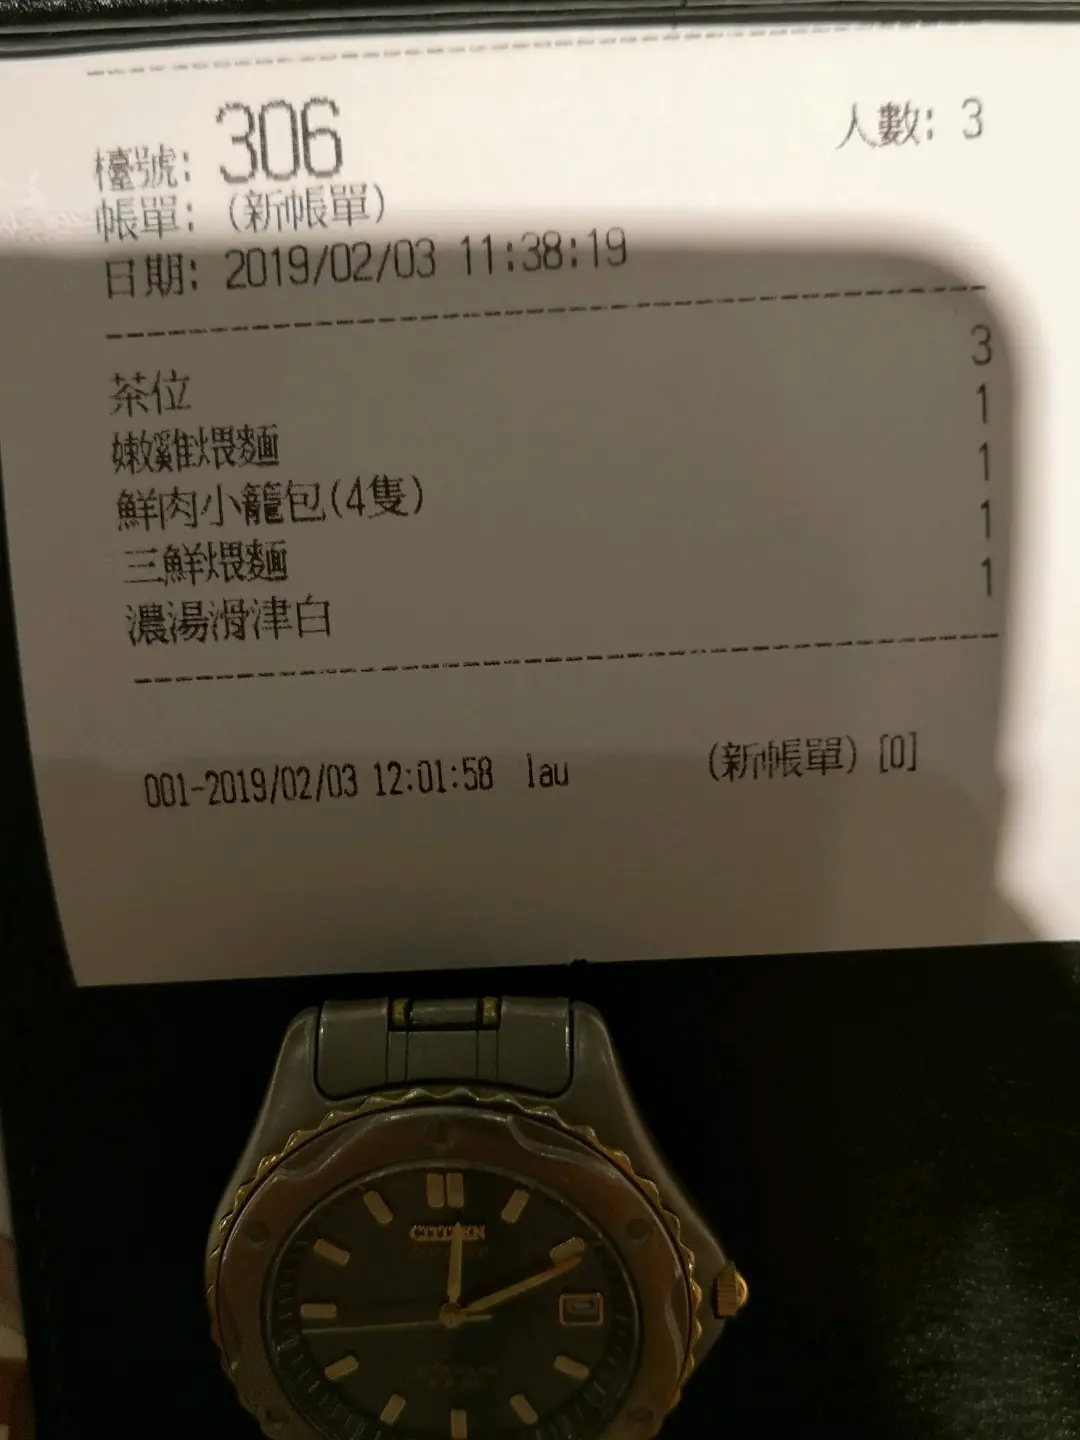 檯號: 306 人數: 3
帳單: (新帳單)
日期: 2019/02/03 11:38:19
茶位 3
嫩雞煨麵 1
鮮肉小籠包(4隻) 1
三鮮煨麵 1
濃湯滑津白 1
001-2019/02/03 12:01:58 lau (新帳單) [0]
CITIZEN